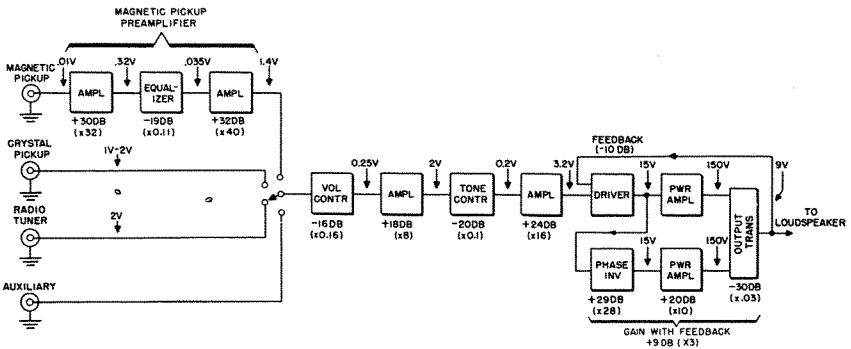 MAGNETIC PICKUP
PREAMPLIFIER
.01V
.32V
.035V
1.4V
MAGNETIC
PICKUP
AMPL
EQUAL-
IZER
AMPL
+30DB
(x32)
-19DB
(x0.11)
+32DB
(x40)
CRYSTAL
PICKUP
1V-2V
RADIO
TUNER
2V
AUXILIARY
VOL
CONTR
-16DB
(x0.16)
0.25V
AMPL
+18DB
(x8)
2V
TONE
CONTR
-20DB
(x0.1)
0.2V
AMPL
+24DB
(x16)
3.2V
FEEDBACK
(-10 DB)
DRIVER
15V
PWR
AMPL
150V
9V
OUTPUT
TRANS
TO
LOUDSPEAKER
PHASE
INV
15V
PWR
AMPL
150V
+29DB
(x28)
+20DB
(x10)
-30DB
(x.03)
GAIN WITH FEEDBACK
+9DB (X3)